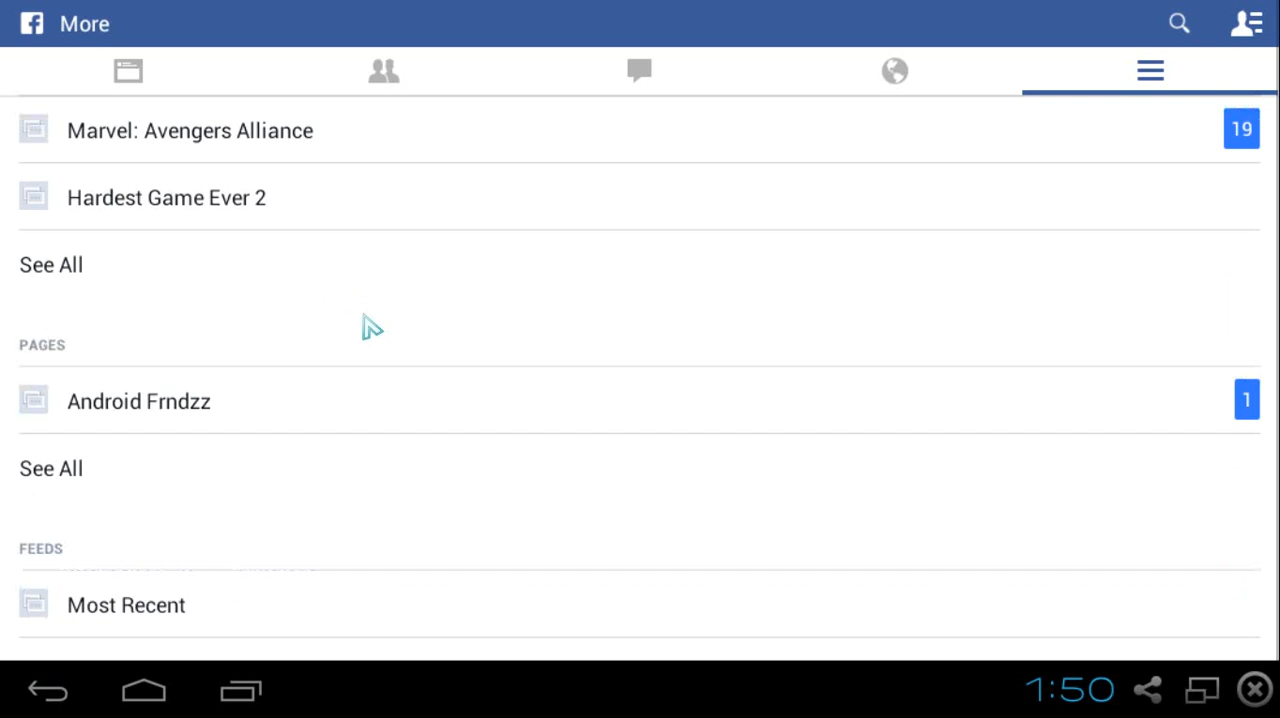 More
Marvel: Avengers Alliance
19
Hardest Game Ever 2
See All
PAGES
Android Frndzz
1
See All
FEEDS
Most Recent
1:50